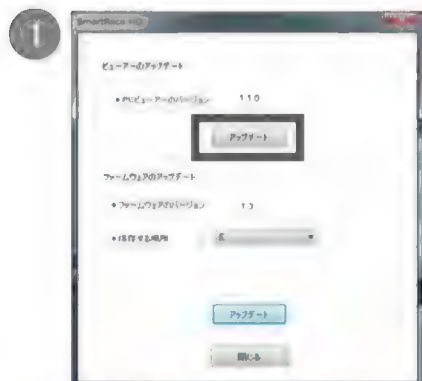 1
SmartRace HD
ビューアーのアップデート
● PCビューアーのバージョン 1.1.0
アップデート
ファームウェアのアップデート
● ファームウェアのバージョン 1.3
● 保存する場所
アップデート
閉じる